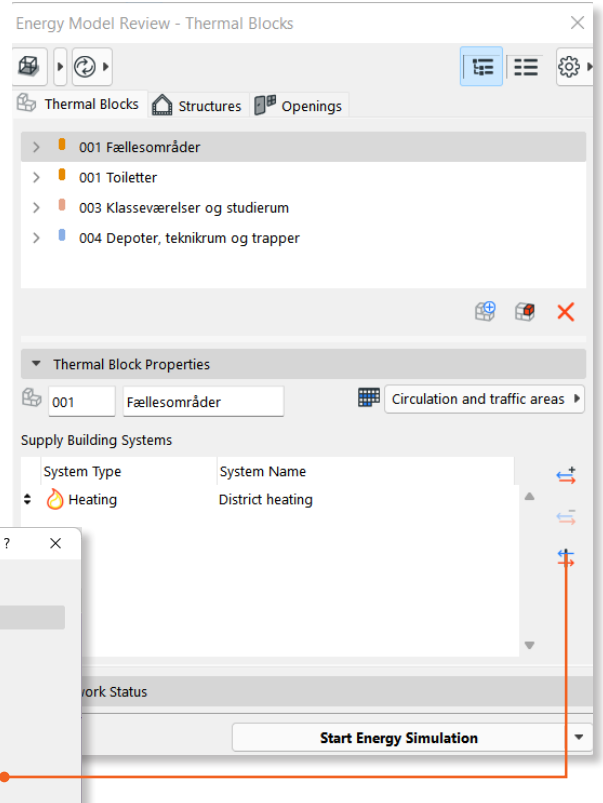 Energy Model Review - Thermal Blocks
Thermal Blocks Structures Openings
001 Fællesområder
001 Toiletter
003 Klasseværelser og studierum
004 Depoter, teknikrum og trapper
Thermal Block Properties
001 Fællesområder Circulation and traffic areas
Supply Building Systems
System Type System Name
Heating District heating
?
ork Status
Start Energy Simulation